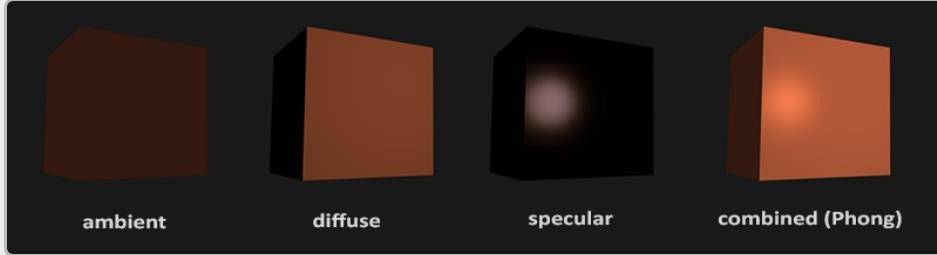 ambient
diffuse
specular
combined (Phong)